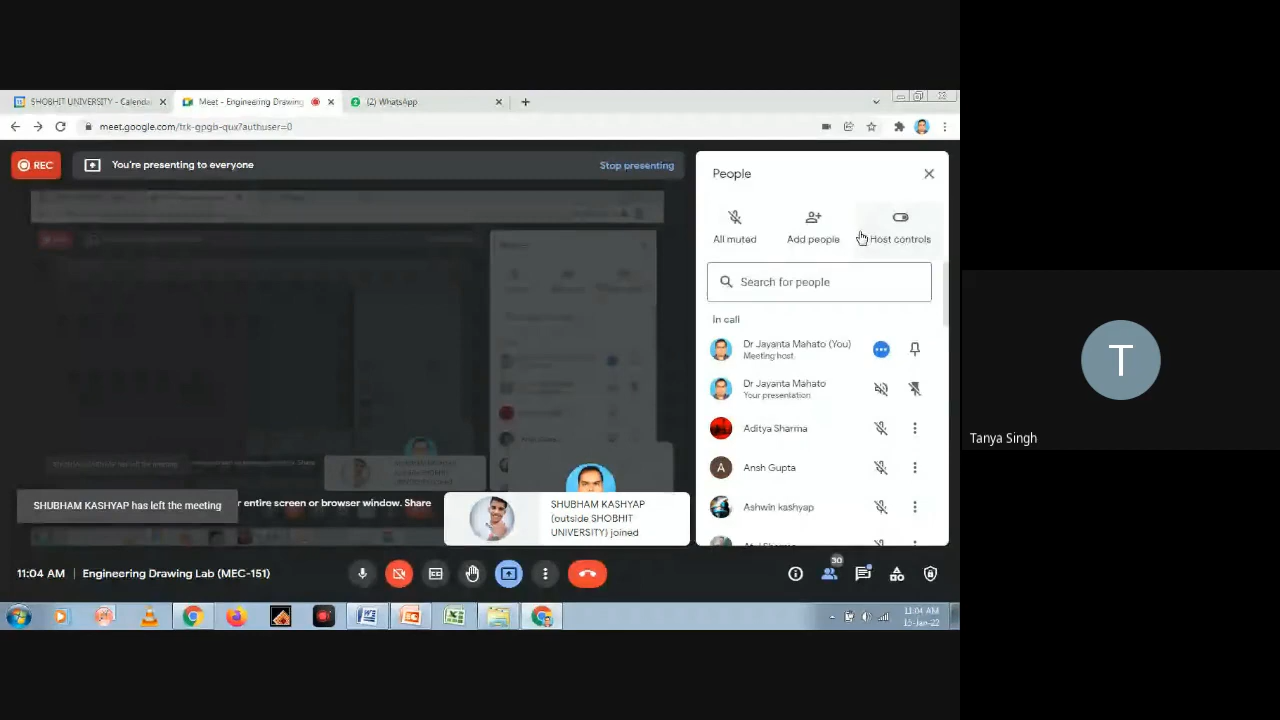 SHOBHIT UNIVERSITY - Calenda
Meet - Engineering Drawing
(2) WhatsApp
meet.google.com/trk-gpgb-qux?authuser=0
REC
You're presenting to everyone
Stop presenting
People
All muted
Add people
Host controls
Search for people
In call
Dr Jayanta Mahato (You)
Meeting host
Dr Jayanta Mahato
Your presentation
Aditya Sharma
A
Ansh Gupta
Ashwin kashyap
SHUBHAM KASHYAP has left the meeting
r entire screen or browser window. Share
SHUBHAM KASHYAP
(outside SHOBHIT
UNIVERSITY) joined
11:04 AM
Engineering Drawing Lab (MEC-151)
30
11:04 AM
15-Jan-22
T
Tanya Singh